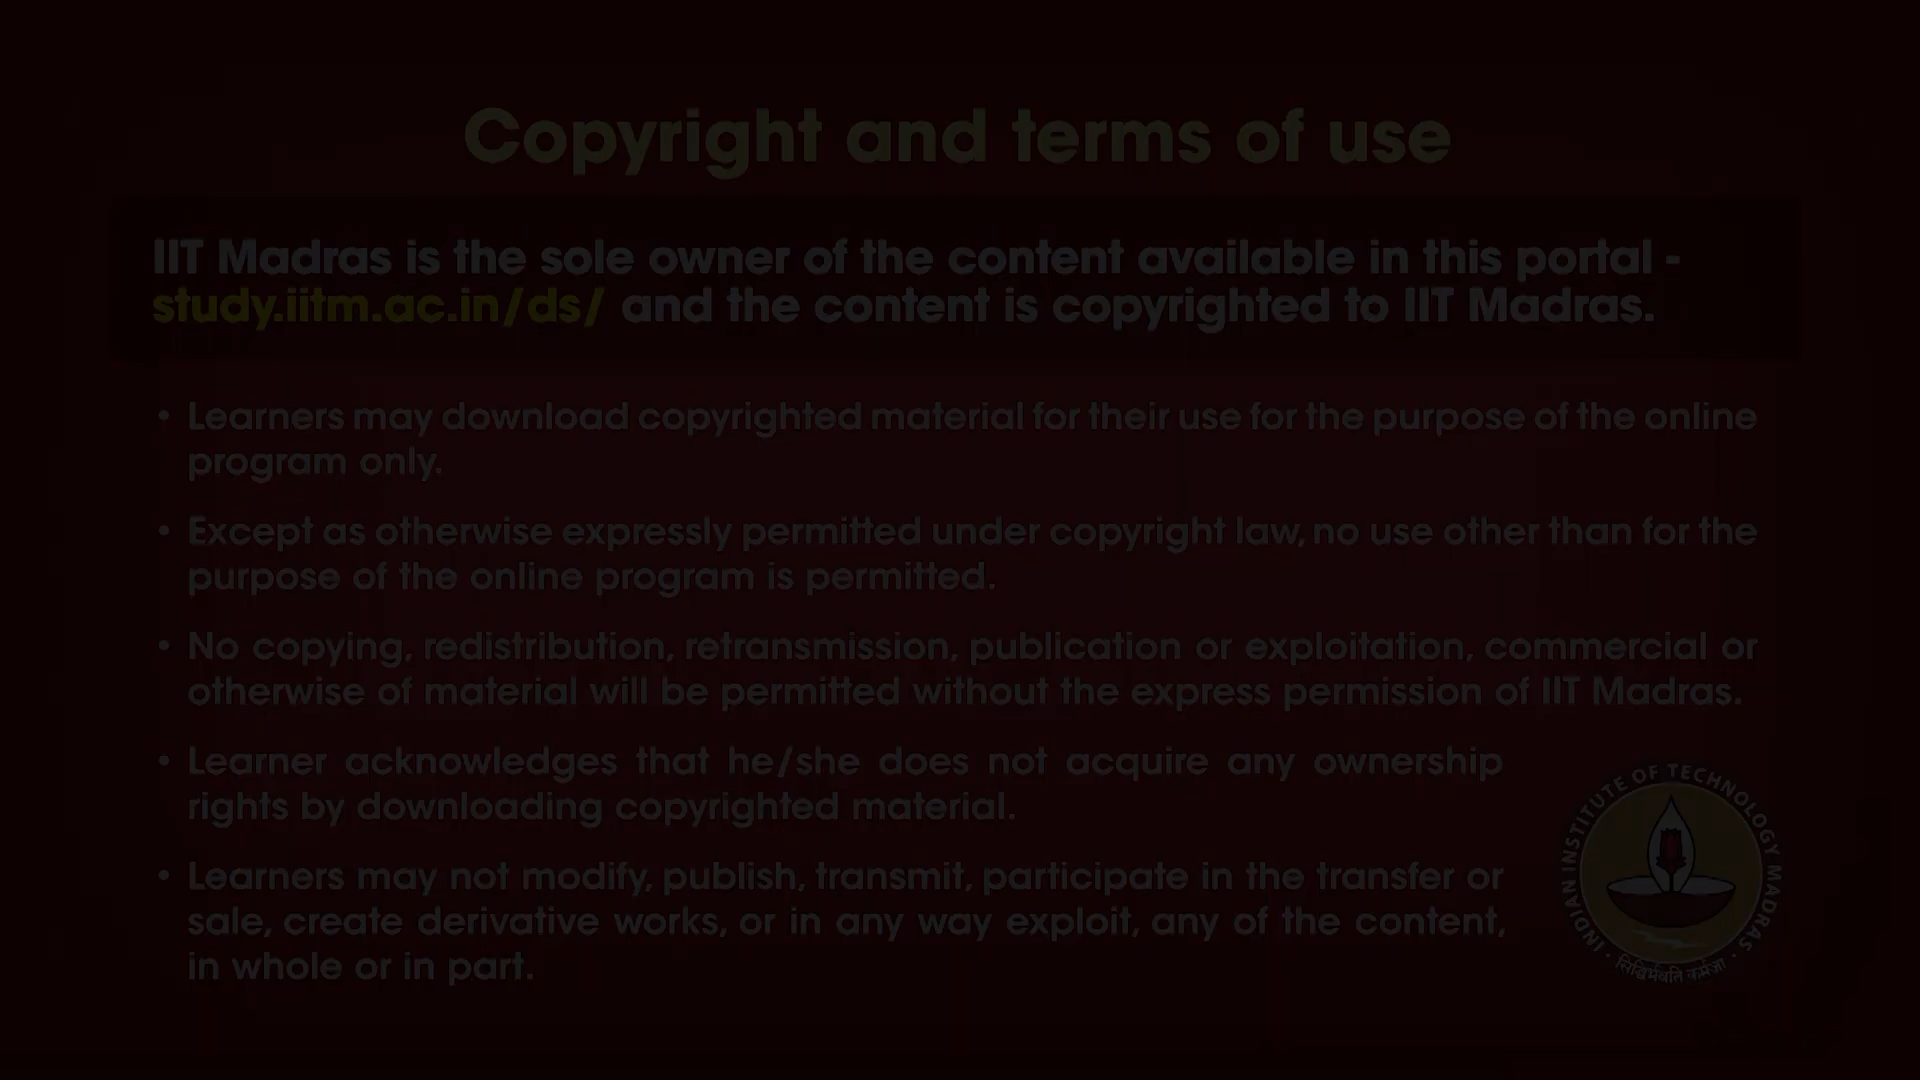 Copyright and terms of use
IIT Madras is the sole owner of the content available in this portal -
study.iitm.ac.in/ds/ and the content is copyrighted to IIT Madras.
• Learners may download copyrighted material for their use for the purpose of the online
program only.
• Except as otherwise expressly permitted under copyright law, no use other than for the
purpose of the online program is permitted.
• No copying, redistribution, retransmission, publication or exploitation, commercial or
otherwise of material will be permitted without the express permission of IIT Madras.
• Learner acknowledges that he/she does not acquire any ownership
rights by downloading copyrighted material.
• Learners may not modify, publish, transmit, participate in the transfer or
sale, create derivative works, or in any way exploit, any of the content,
in whole or in part.
INDIAN INSTITUTE OF TECHNOLOGY MADRAS
सिद्धिर्भवति कर्मजा